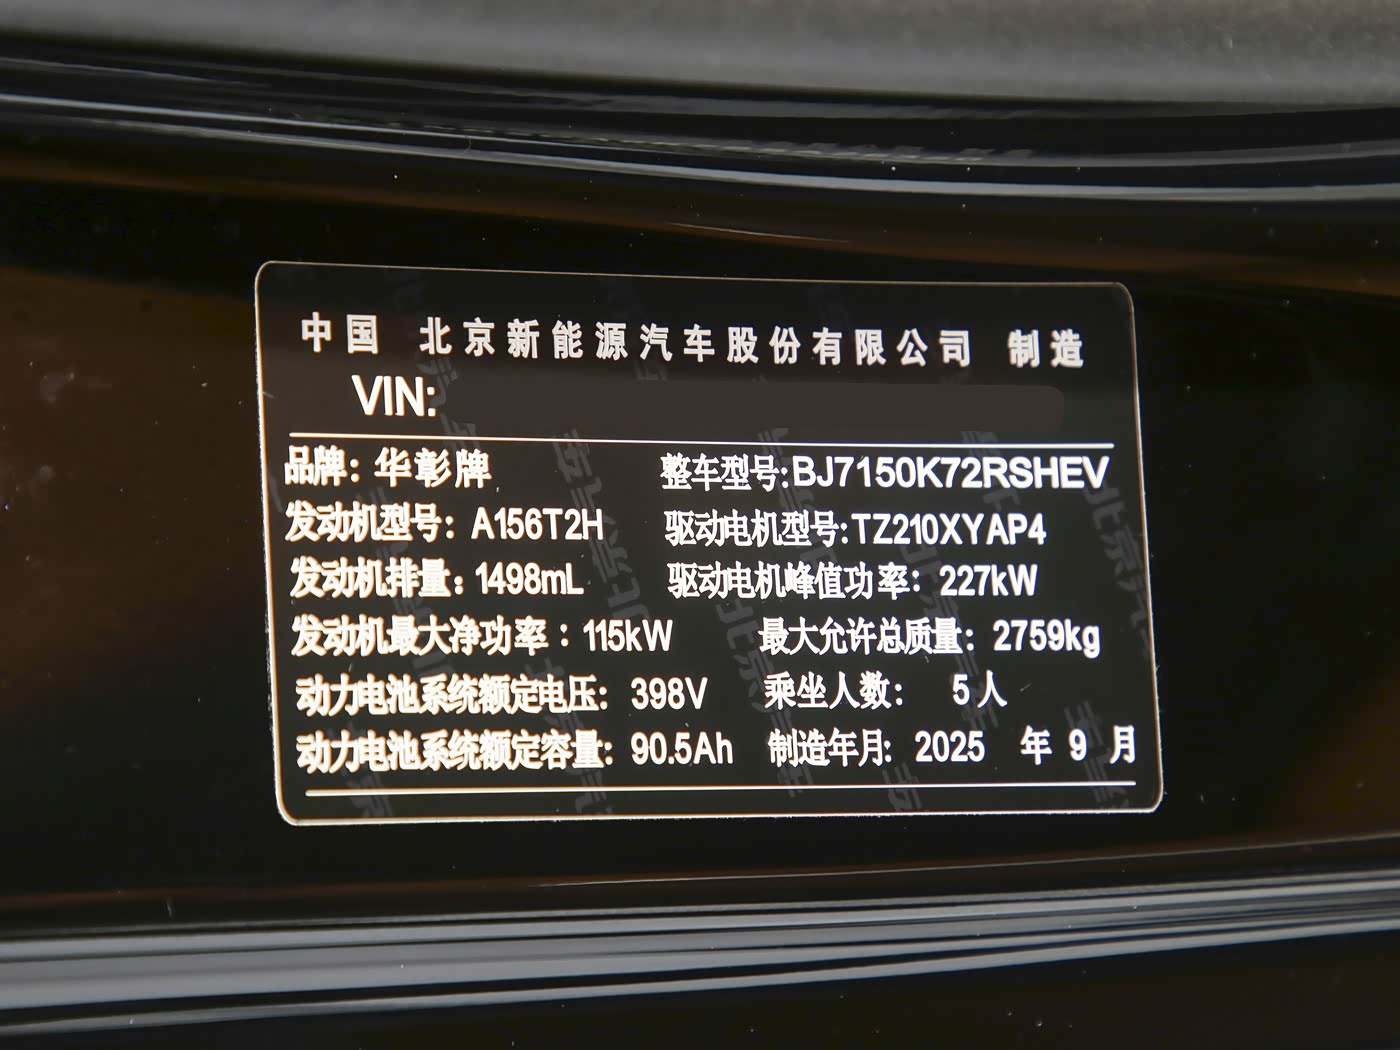 中国 北京新能源汽车股份有限公司 制造
VIN:
品牌：华彰牌 整车型号:BJ7150K72RSHEV
发动机型号：A156T2H 驱动电机型号:TZ210XYAP4
发动机排量：1498mL 驱动电机峰值功率：227kW
发动机最大净功率：115kW 最大允许总质量：2759kg
动力电池系统额定电压：398V 乘坐人数：5人
动力电池系统额定容量：90.5Ah 制造年月：2025 年 9 月